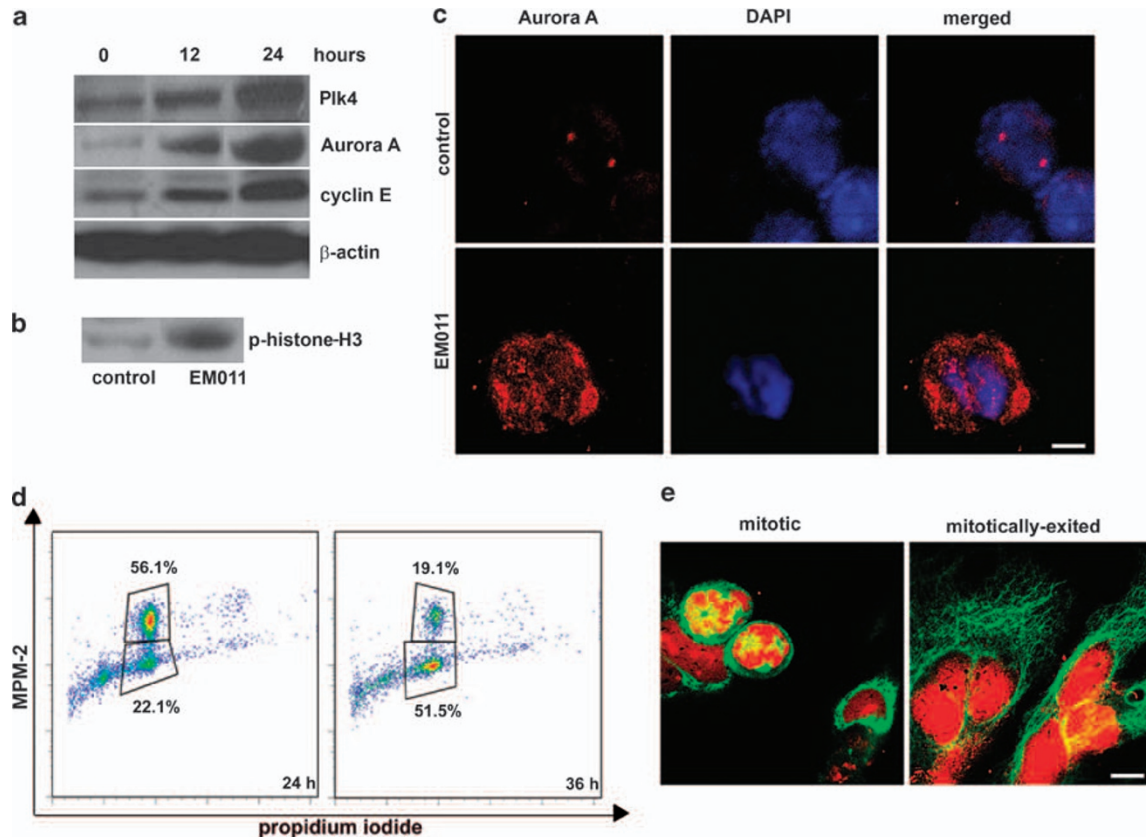 a
0 12 24 hours
Plk4
Aurora A
cyclin E
β-actin
b
p-histone-H3
control EM011
c
Aurora A DAPI merged
control
EM011
d
MPM-2
56.1%
22.1%
24 h
19.1%
51.5%
36 h
propidium iodide
e
mitotic mitotically-exited